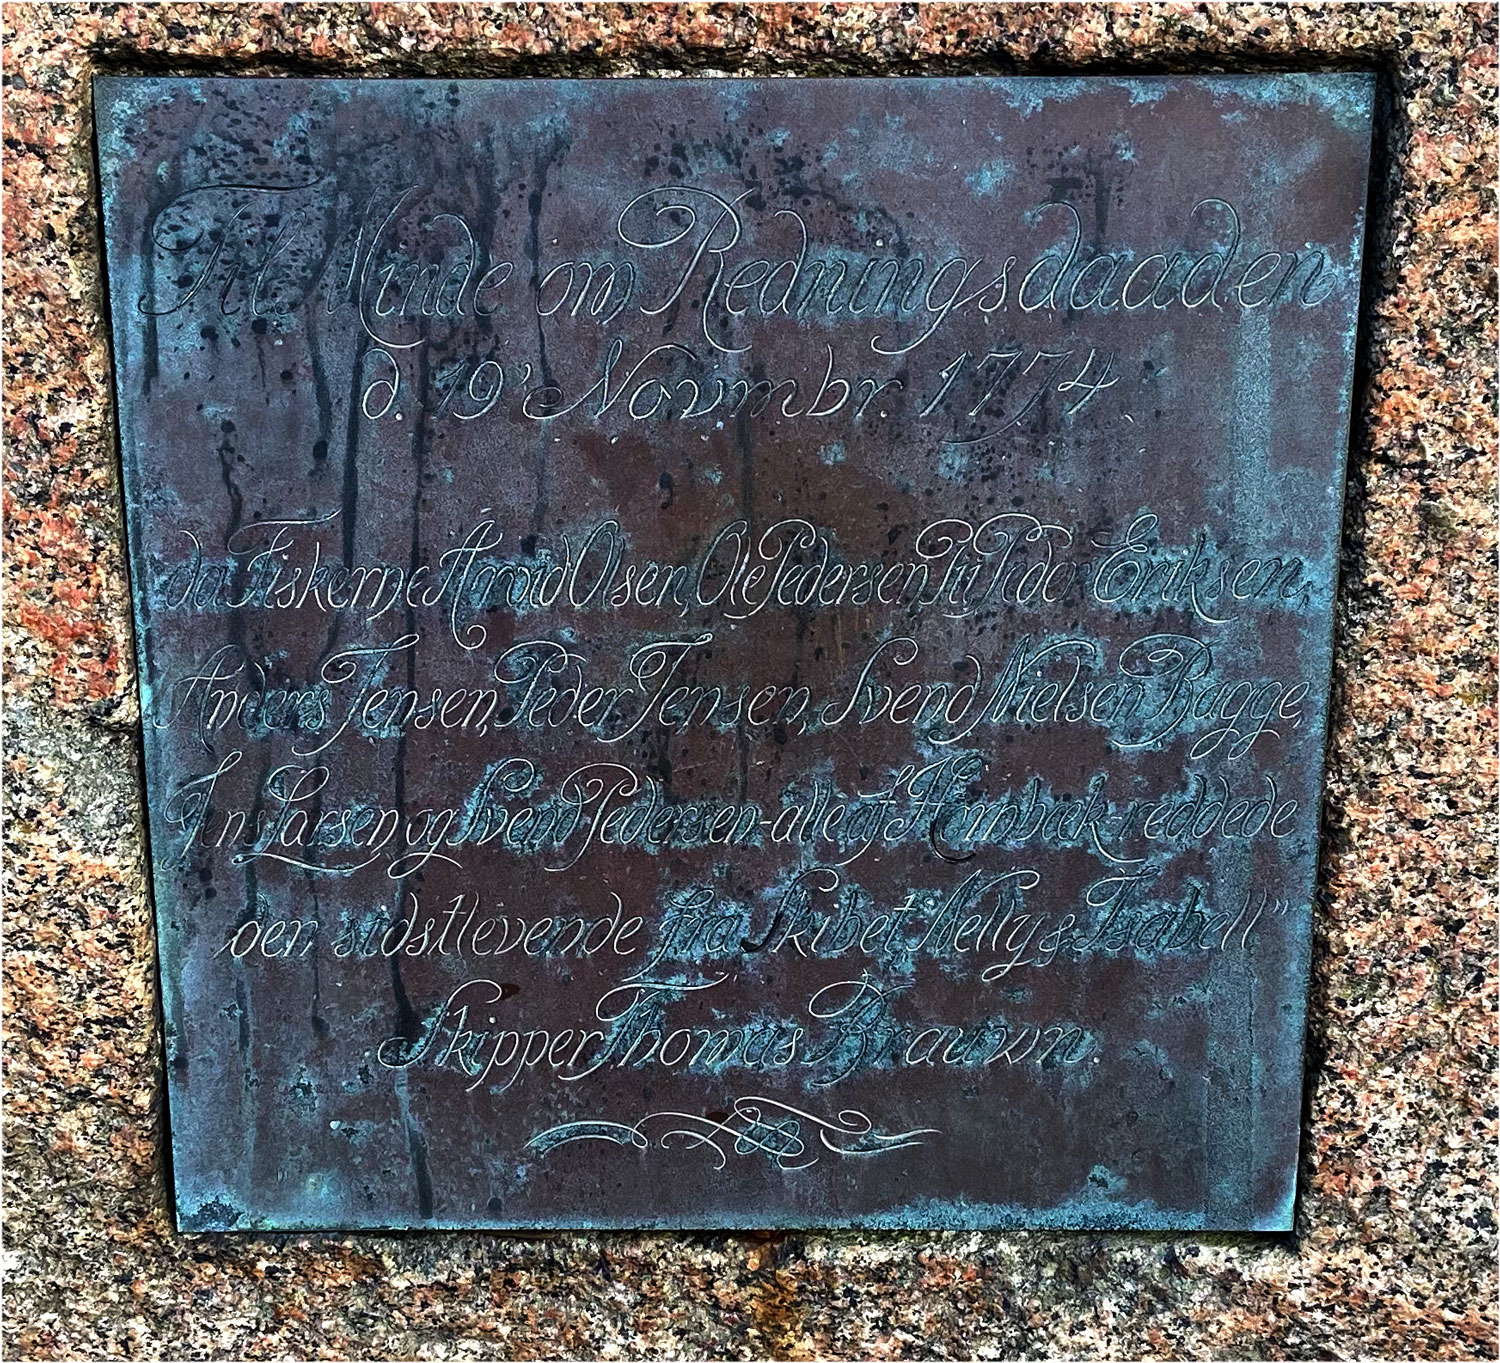 Til Minde om Redningsdaaden
d. 19' Novmbr. 1774
da Fiskerne Arvid Olsen, Ole Pedersen Pii Peder Eriksen,
Anders Jensen, Peder Jensen, Svend Nielsen Bagge,
Jens Larsen og Svend Pedersen - alle af Hornbæk - reddede
den sidstlevende fra Skibet „Nelly & Isabell”
Skipper Thomas Brauwn.